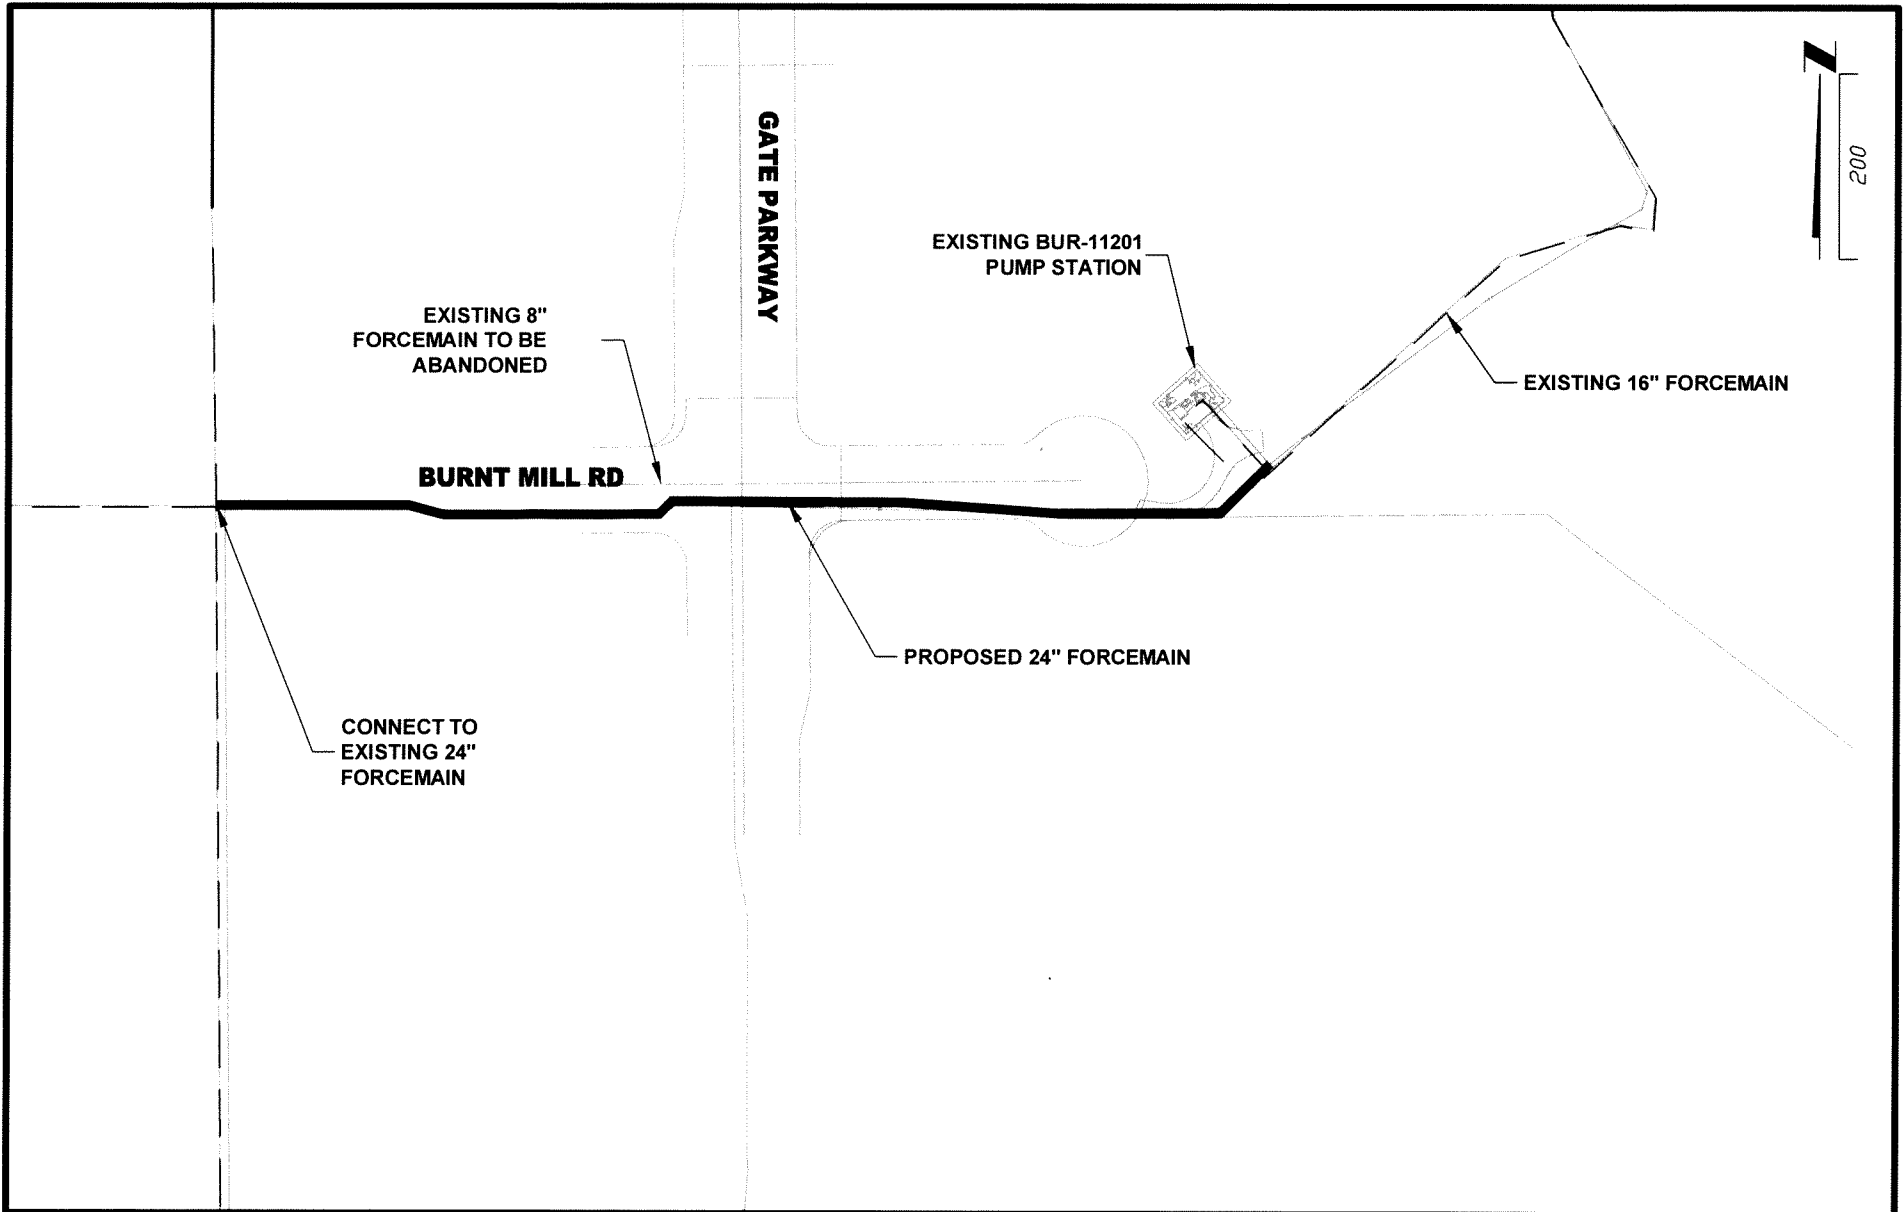 GATE PARKWAY
200
EXISTING BUR-11201
PUMP STATION
EXISTING 8"
FORCEMAIN TO BE
ABANDONED
EXISTING 16" FORCEMAIN
BURNT MILL RD
PROPOSED 24" FORCEMAIN
CONNECT TO
EXISTING 24"
FORCEMAIN
N